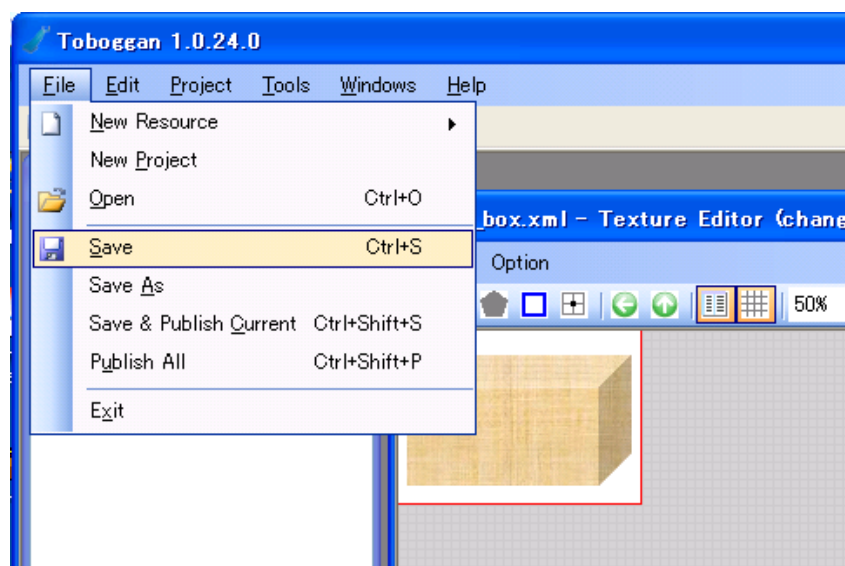 Toboggan 1.0.24.0
File Edit Project Tools Windows Help
New Resource
New Project
Open Ctrl+O
Save Ctrl+S
Save As
Save & Publish Current Ctrl+Shift+S
Publish All Ctrl+Shift+P
Exit
_box.xml - Texture Editor (chang
Option
50%